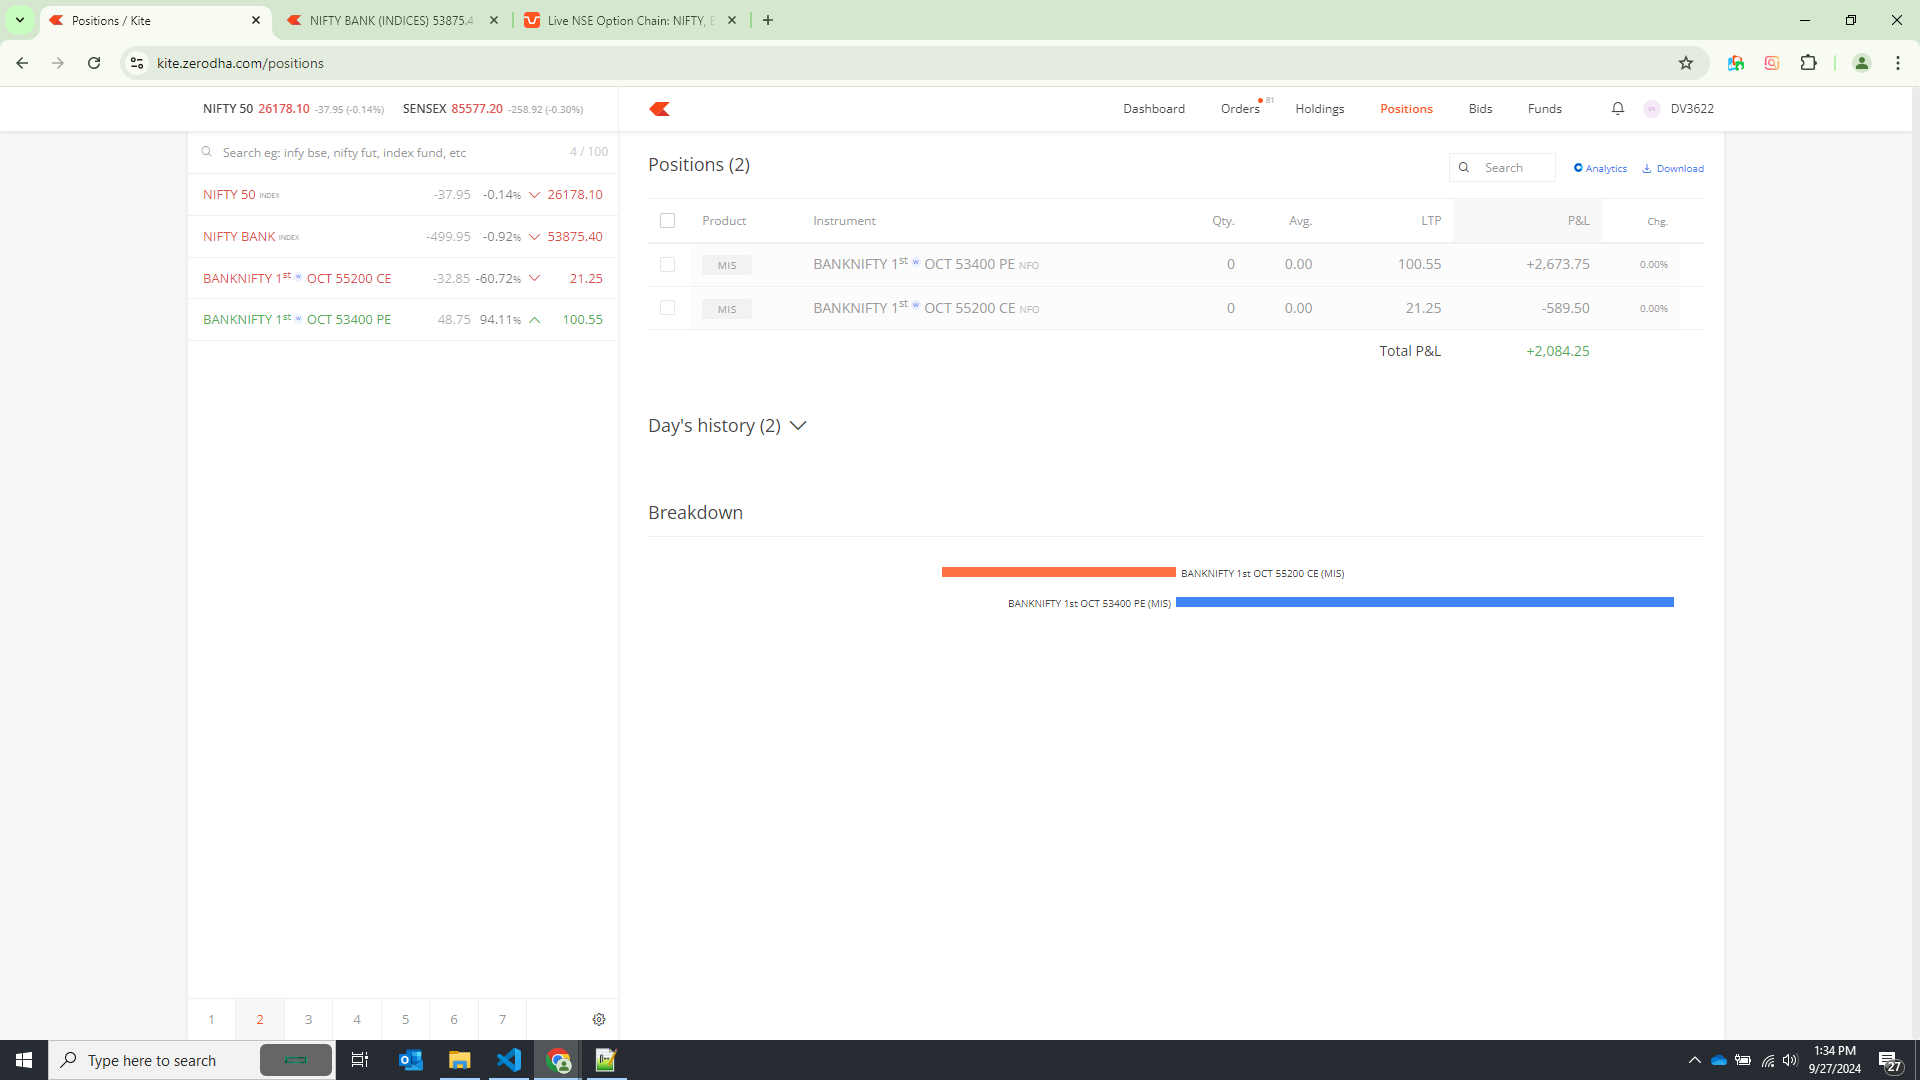 Positions / Kite
NIFTY BANK (INDICES) 53875.4
Live NSE Option Chain: NIFTY, B
kite.zerodha.com/positions
NIFTY 50 26178.10 -37.95 (-0.14%) SENSEX 85577.20 -258.92 (-0.30%)
Dashboard Orders 81 Holdings Positions Bids Funds DV3622
Search eg: infy bse, nifty fut, index fund, etc 4 / 100
NIFTY 50 INDEX -37.95 -0.14% 26178.10
NIFTY BANK INDEX -499.95 -0.92% 53875.40
BANKNIFTY 1st w OCT 55200 CE -32.85 -60.72% 21.25
BANKNIFTY 1st w OCT 53400 PE 48.75 94.11% 100.55
Positions (2) Search Analytics Download
Product Instrument Qty. Avg. LTP P&L Chg.
MIS BANKNIFTY 1st w OCT 53400 PE NFO 0 0.00 100.55 +2,673.75 0.00%
MIS BANKNIFTY 1st w OCT 55200 CE NFO 0 0.00 21.25 -589.50 0.00%
Total P&L +2,084.25
Day's history (2)
Breakdown
BANKNIFTY 1st OCT 55200 CE (MIS)
BANKNIFTY 1st OCT 53400 PE (MIS)
1 2 3 4 5 6 7
Type here to search
1:34 PM
9/27/2024
27